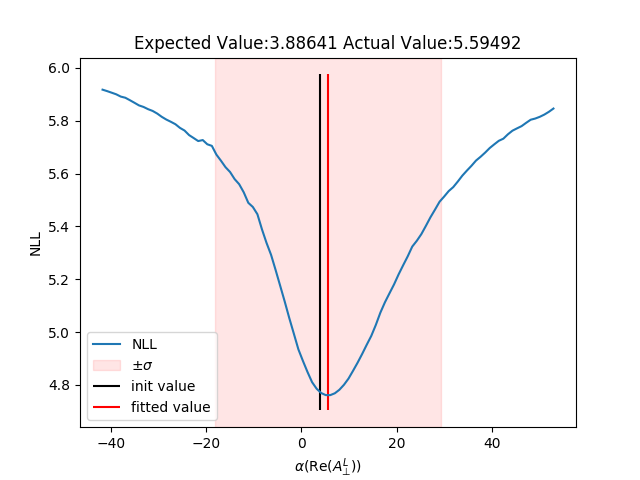 Expected Value:3.88641 Actual Value:5.59492
6.0
5.8
5.6
5.4
5.2
5.0
4.8
NLL
NLL
±σ
init value
fitted value
−40
−20
0
20
40
α(Re(A^L_⊥))